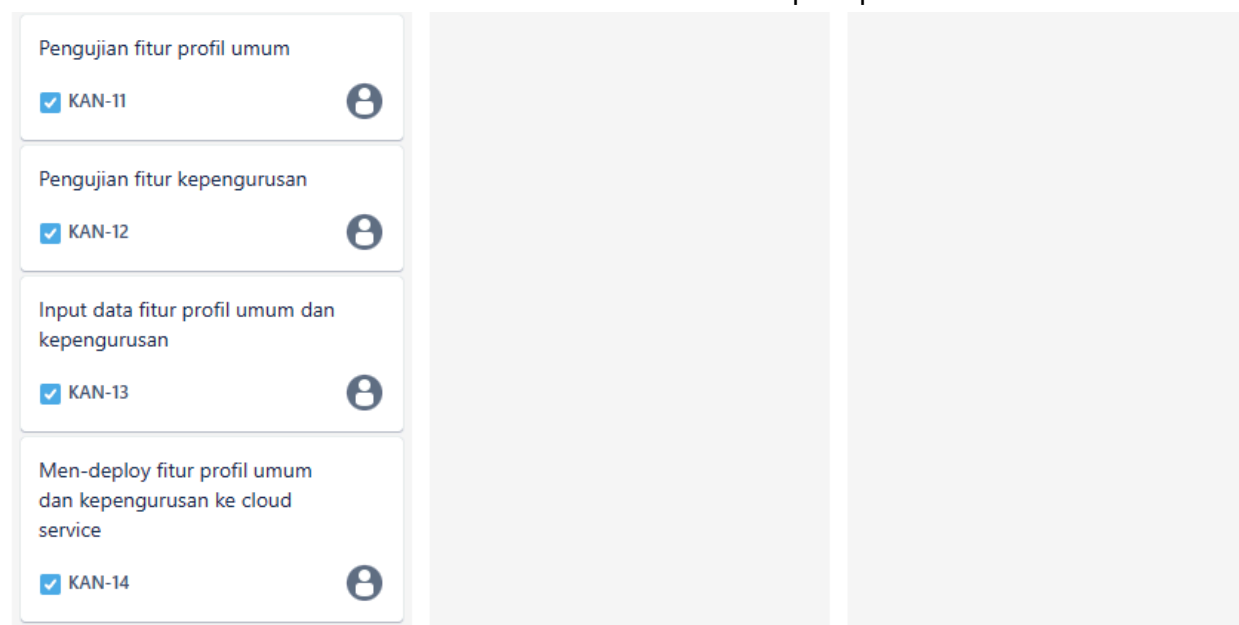 Pengujian fitur profil umum
KAN-11
Pengujian fitur kepengurusan
KAN-12
Input data fitur profil umum dan
kepengurusan
KAN-13
Men-deploy fitur profil umum
dan kepengurusan ke cloud
service
KAN-14